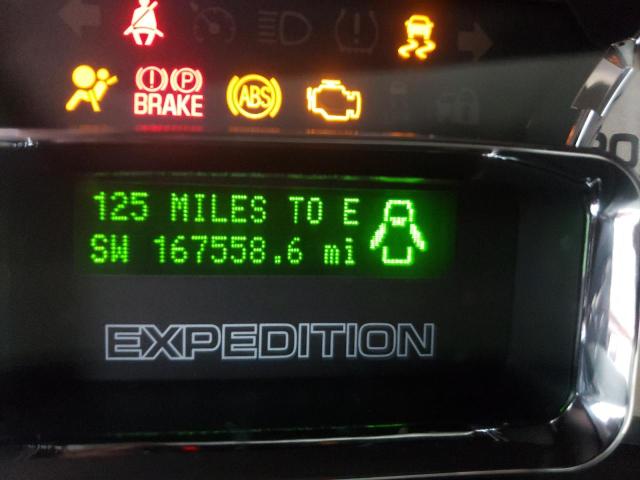 (!) (P)
BRAKE
ABS
125 MILES TO E
SW 167558.6 mi
EXPEDITION